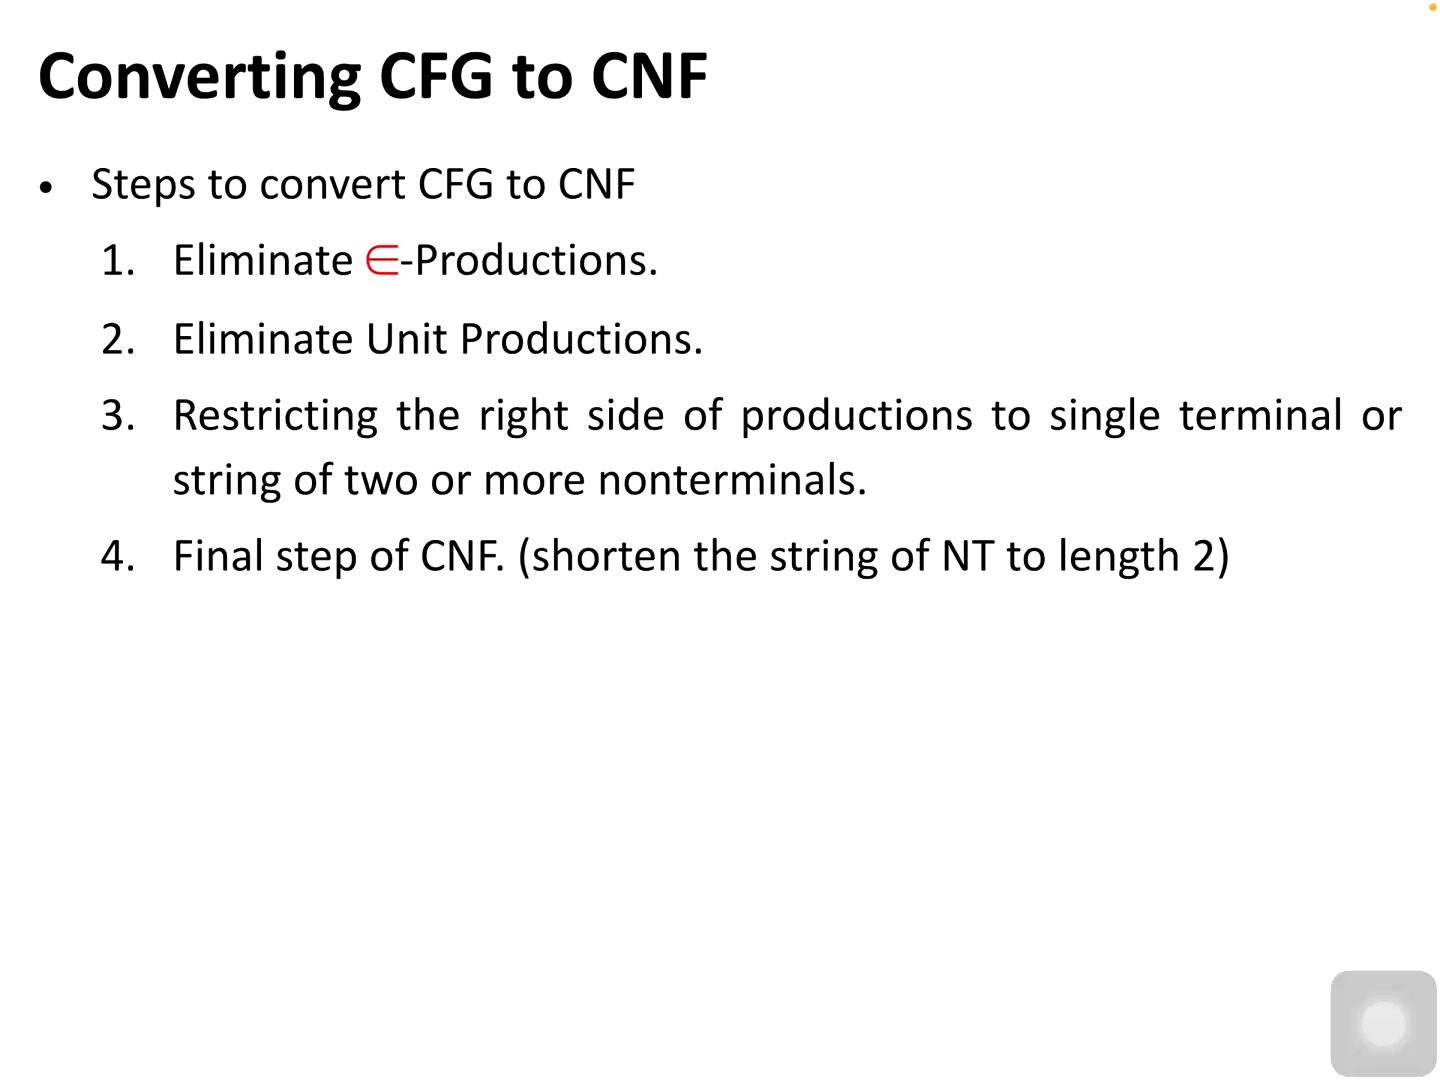 Converting CFG to CNF
• Steps to convert CFG to CNF
1. Eliminate ∈-Productions.
2. Eliminate Unit Productions.
3. Restricting the right side of productions to single terminal or
string of two or more nonterminals.
4. Final step of CNF. (shorten the string of NT to length 2)